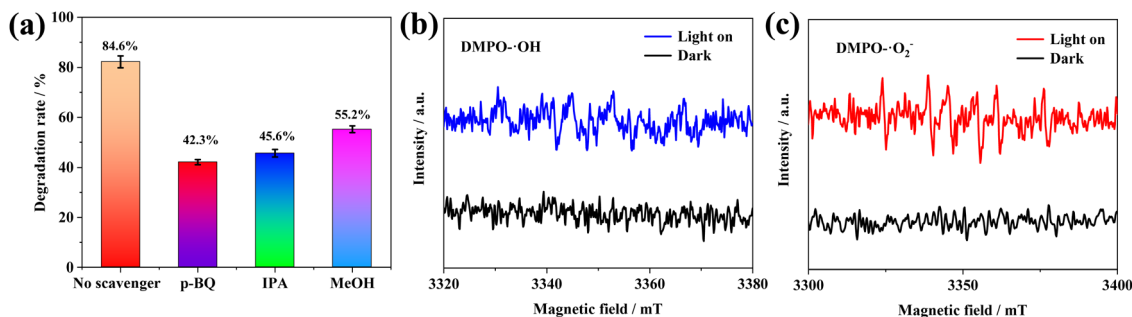 (a)
Degradation rate / %
100
80
60
40
20
0
84.6%
42.3%
45.6%
55.2%
No scavenger p-BQ IPA MeOH
(b)
DMPO-·OH
Light on
Dark
Intensity / a.u.
3320 3340 3360 3380
Magnetic field / mT
(c)
DMPO-·O₂⁻
Light on
Dark
Intensity / a.u.
3300 3325 3350 3375 3400
Magnetic field / mT